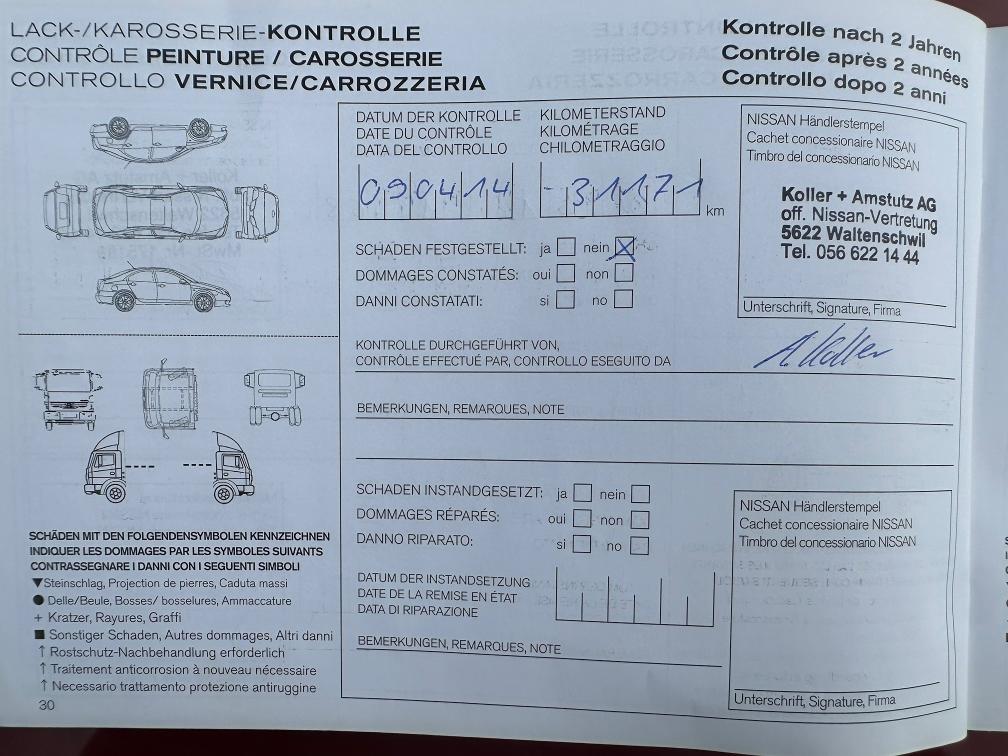 LACK-/KAROSSERIE-KONTROLLE
CONTRÔLE PEINTURE / CAROSSERIE
CONTROLLO VERNICE/CARROZZERIA
Kontrolle nach 2 Jahren
Contrôle après 2 années
Controllo dopo 2 anni
DATUM DER KONTROLLE
DATE DU CONTRÔLE
DATA DEL CONTROLLO
090414
KILOMETERSTAND
KILOMÉTRAGE
CHILOMETRAGGIO
-31171 km
NISSAN Händlerstempel
Cachet concessionaire NISSAN
Timbro del concessionario NISSAN
Koller + Amstutz AG
off. Nissan-Vertretung
5622 Waltenschwil
Tel. 056 622 14 44
Unterschrift, Signature, Firma
SCHADEN FESTGESTELLT: ja nein X
DOMMAGES CONSTATÉS: oui non
DANNI CONSTATATI: si no
KONTROLLE DURCHGEFÜHRT VON,
CONTRÔLE EFFECTUÉ PAR, CONTROLLO ESEGUITO DA
A. Koller
BEMERKUNGEN, REMARQUES, NOTE
SCHADEN INSTANDGESETZT: ja nein
DOMMAGES RÉPARÉS: oui non
DANNO RIPARATO: si no
DATUM DER INSTANDSETZUNG
DATE DE LA REMISE EN ÉTAT
DATA DI RIPARAZIONE
BEMERKUNGEN, REMARQUES, NOTE
NISSAN Händlerstempel
Cachet concessionaire NISSAN
Timbro del concessionario NISSAN
Unterschrift, Signature, Firma
SCHÄDEN MIT DEN FOLGENDENSYMBOLEN KENNZEICHNEN
INDIQUER LES DOMMAGES PAR LES SYMBOLES SUIVANTS
CONTRASSEGNARE I DANNI CON I SEGUENTI SIMBOLI
▼Steinschlag, Projection de pierres, Caduta massi
● Delle/Beule, Bosses/ bosselures, Ammaccature
+ Kratzer, Rayures, Graffi
■ Sonstiger Schaden, Autres dommages, Altri danni
↑ Rostschutz-Nachbehandlung erforderlich
↑ Traitement anticorrosion à nouveau nécessaire
↑ Necessario trattamento protezione antiruggine
30